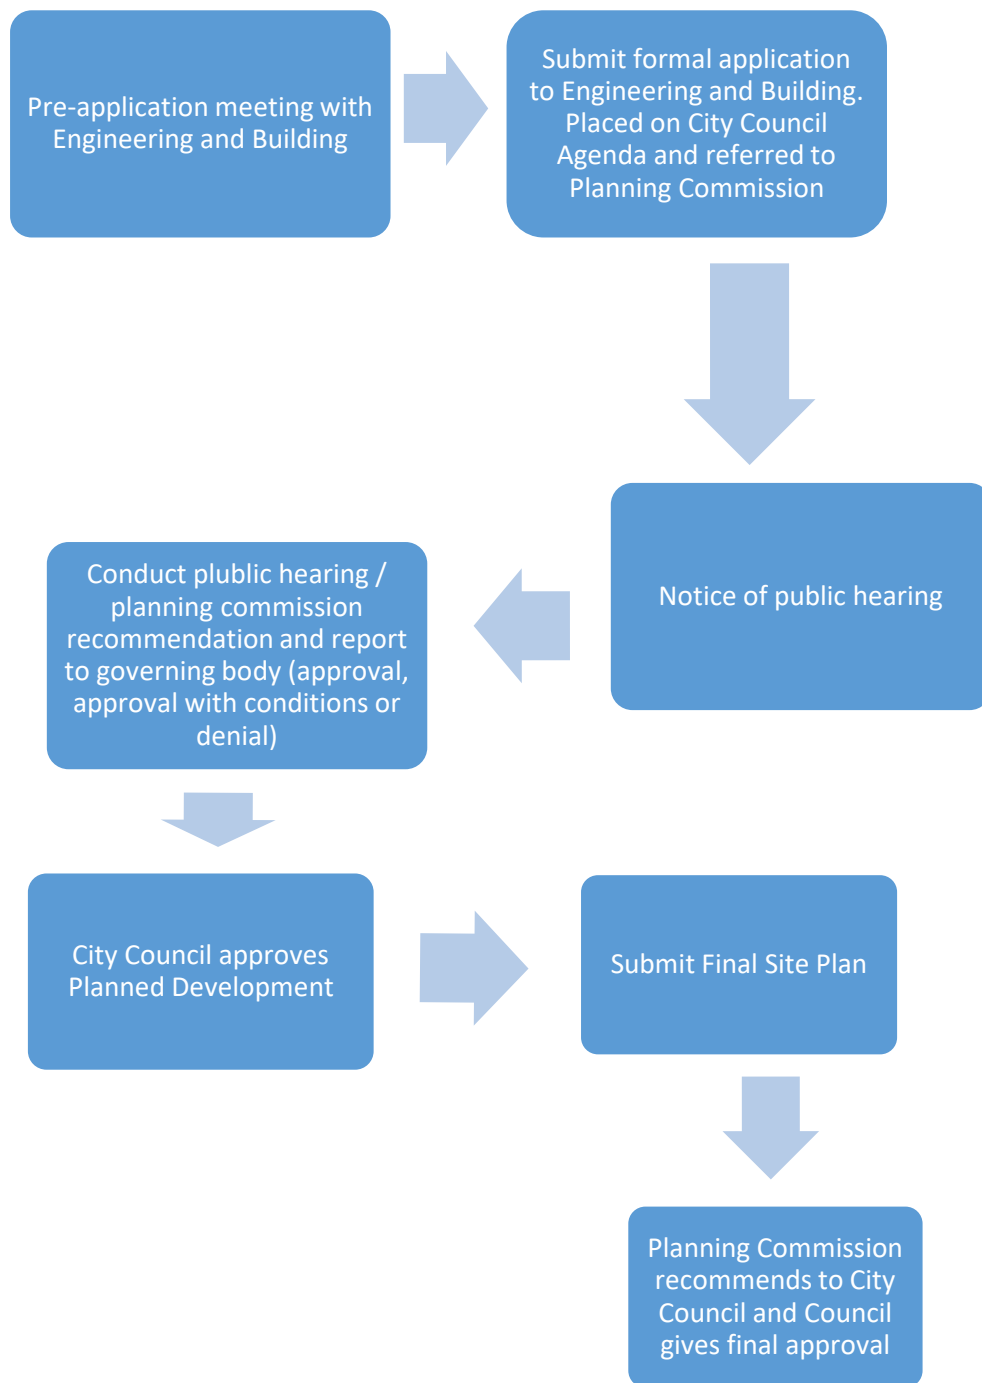 Pre-application meeting with
Engineering and Building
Submit formal application
to Engineering and Building.
Placed on City Council
Agenda and referred to
Planning Commission
Notice of public hearing
Conduct plublic hearing /
planning commission
recommendation and report
to governing body (approval,
approval with conditions or
denial)
City Council approves
Planned Development
Submit Final Site Plan
Planning Commission
recommends to City
Council and Council
gives final approval